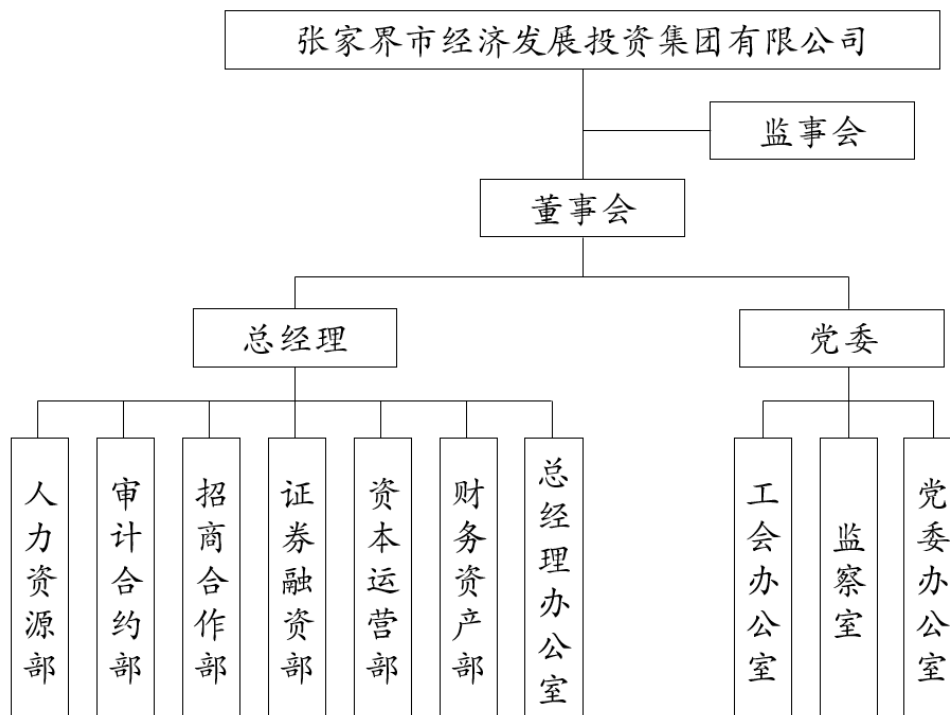 张家界市经济发展投资集团有限公司
监事会
董事会
总经理
党委
人力资源部
审计合约部
招商合作部
证券融资部
资本运营部
财务资产部
总经理办公室
工会办公室
监察室
党委办公室